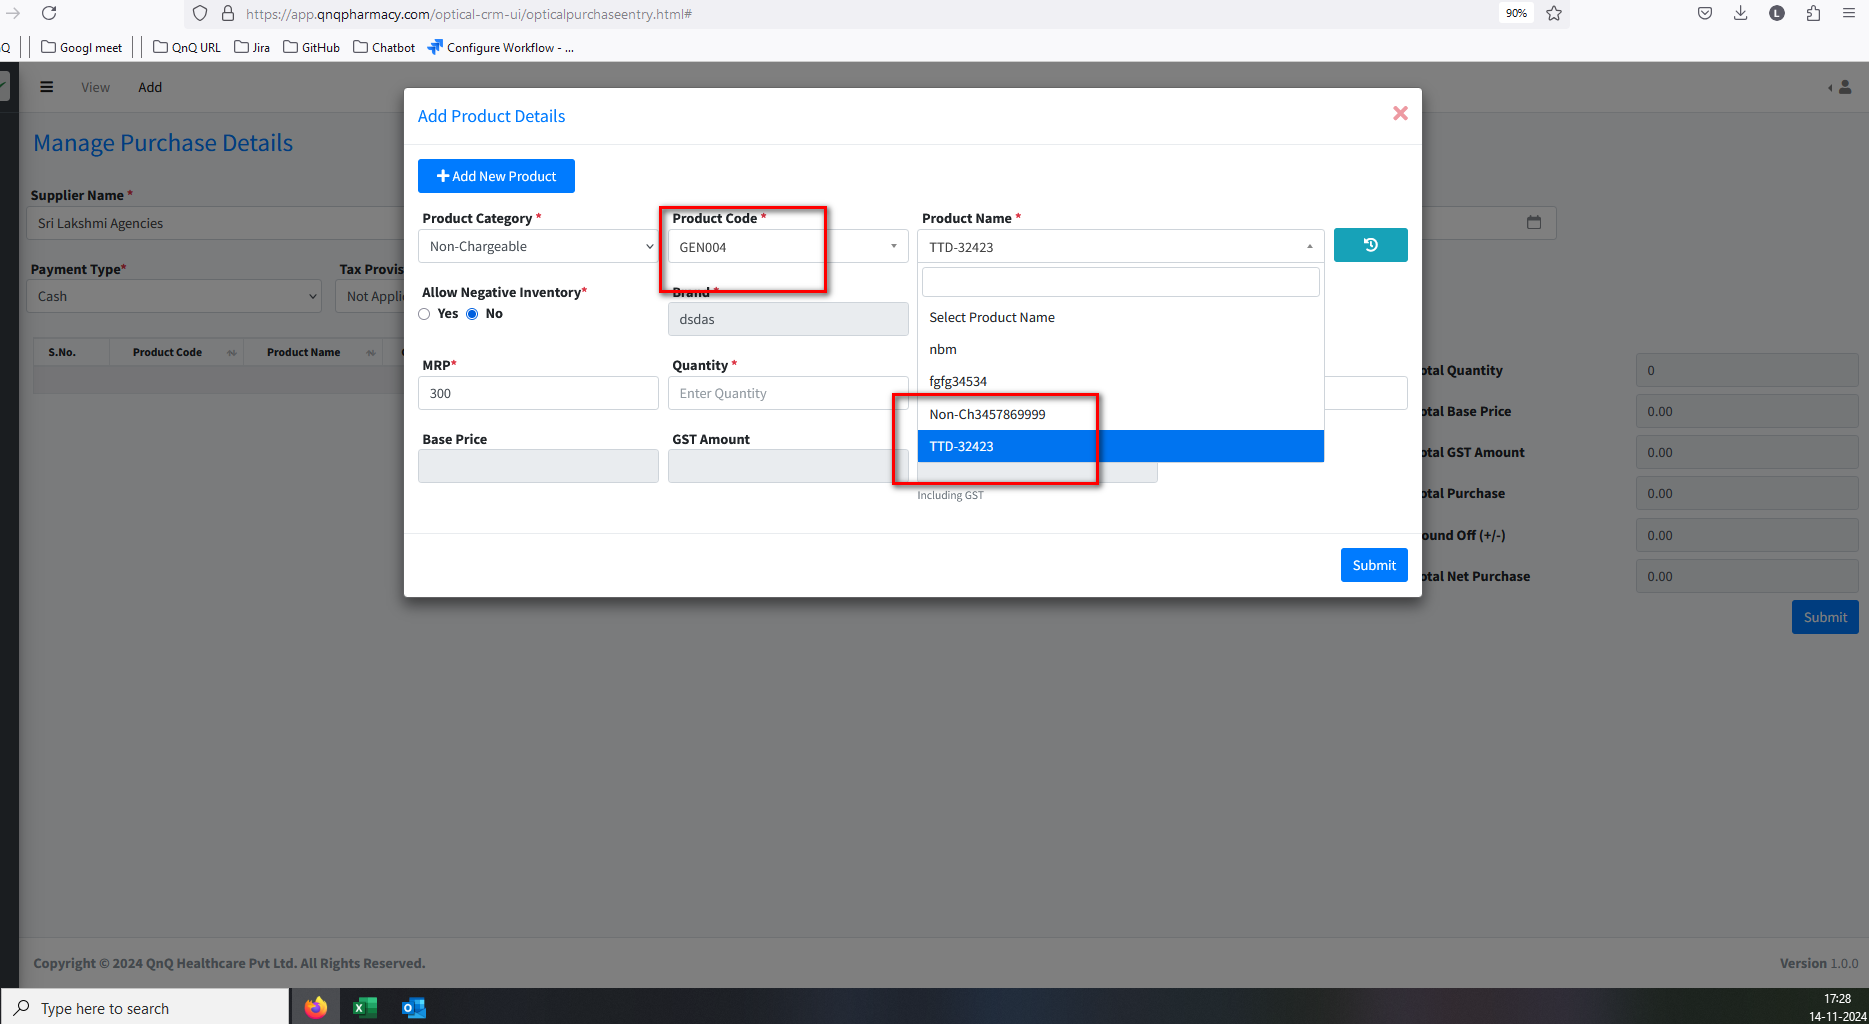 https://app.qnqpharmacy.com/optical-crm-ui/opticalpurchaseentry.html#
90%
L
Q
Googl meet
QnQ URL
Jira
GitHub
Chatbot
Configure Workflow - ...
View
Add
Manage Purchase Details
Supplier Name *
Sri Lakshmi Agencies
Payment Type*
Tax Provis
Cash
Not Appli
S.No.
Product Code
Product Name
Add Product Details
Add New Product
Product Category *
Product Code *
Product Name *
Non-Chargeable
GEN004
TTD-32423
Allow Negative Inventory*
Brand *
Yes
No
dsdas
Select Product Name
nbm
fgfg34534
Non-Ch3457869999
TTD-32423
MRP*
Quantity *
300
Enter Quantity
Base Price
GST Amount
Including GST
Submit
otal Quantity
0
otal Base Price
0.00
otal GST Amount
0.00
otal Purchase
0.00
ound Off (+/-)
0.00
otal Net Purchase
0.00
Submit
Copyright © 2024 QnQ Healthcare Pvt Ltd. All Rights Reserved.
Version 1.0.0
Type here to search
17:28
14-11-2024